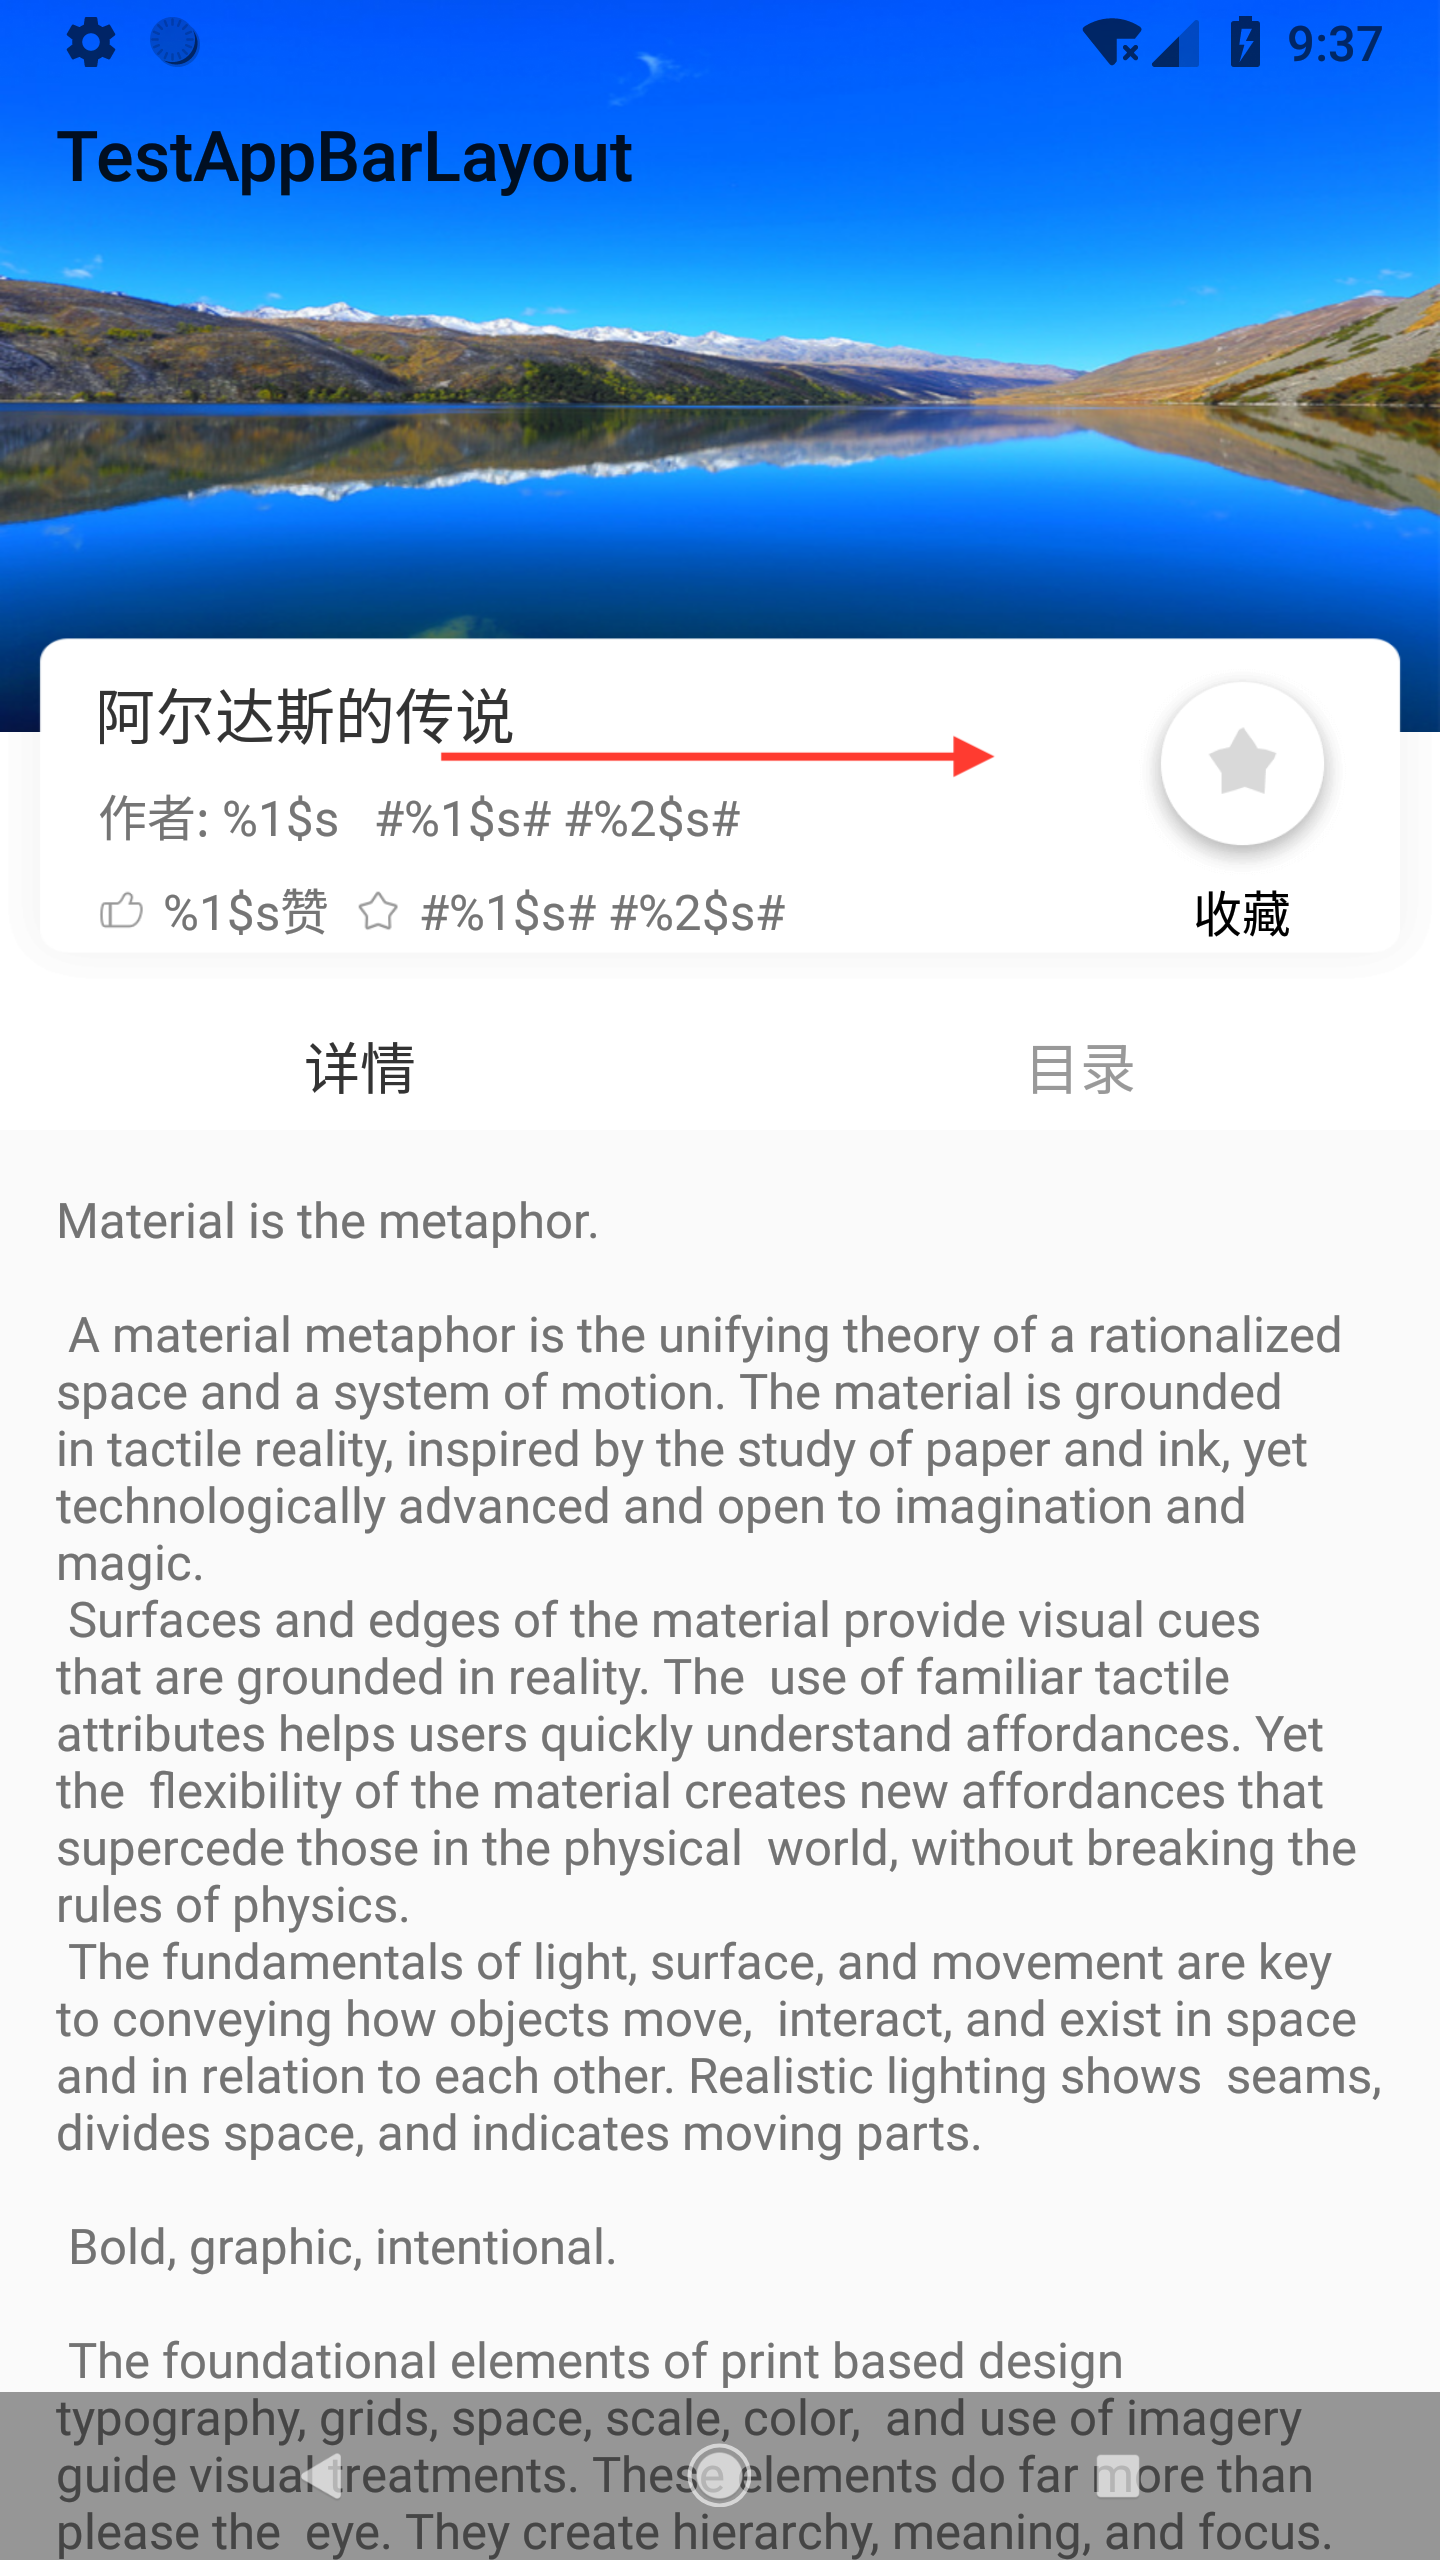 9:37
TestAppBarLayout
阿尔达斯的传说
作者: %1$s #%1$s# #%2$s#
%1$s赞 #%1$s# #%2$s#
收藏
详情 目录
Material is the metaphor.
A material metaphor is the unifying theory of a rationalized
space and a system of motion. The material is grounded
in tactile reality, inspired by the study of paper and ink, yet
technologically advanced and open to imagination and
magic.
Surfaces and edges of the material provide visual cues
that are grounded in reality. The  use of familiar tactile
attributes helps users quickly understand affordances. Yet
the  flexibility of the material creates new affordances that
supercede those in the physical  world, without breaking the
rules of physics.
The fundamentals of light, surface, and movement are key
to conveying how objects move,  interact, and exist in space
and in relation to each other. Realistic lighting shows  seams,
divides space, and indicates moving parts.
Bold, graphic, intentional.
The foundational elements of print based design
typography, grids, space, scale, color,  and use of imagery
guide visual treatments. These elements do far more than
please the  eye. They create hierarchy, meaning, and focus.